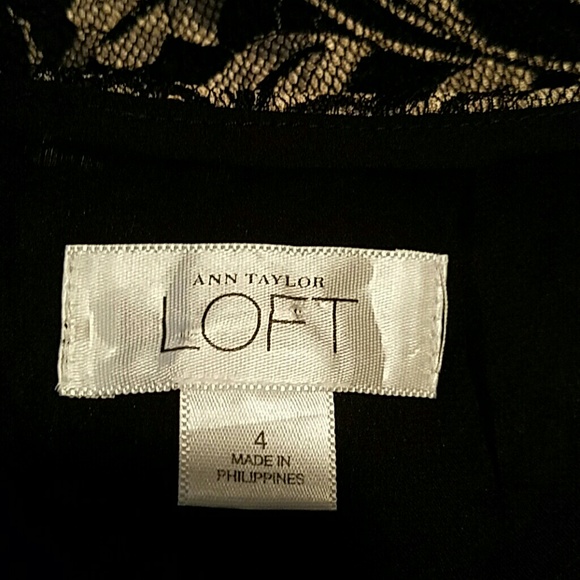 ANN TAYLOR
LOFT
4
MADE IN
PHILIPPINES